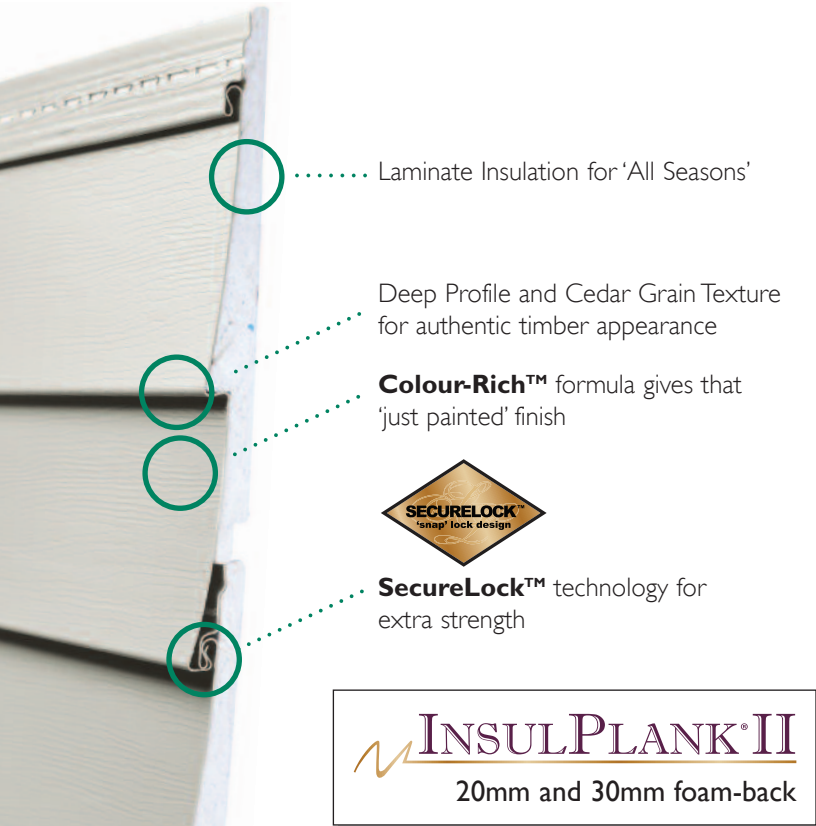 Laminate Insulation for ‘All Seasons’
Deep Profile and Cedar Grain Texture
for authentic timber appearance
Colour-Rich™ formula gives that
‘just painted’ finish
SECURELOCK™
‘snap’ lock design
SecureLock™ technology for
extra strength
INSULPLANK® II
20mm and 30mm foam-back